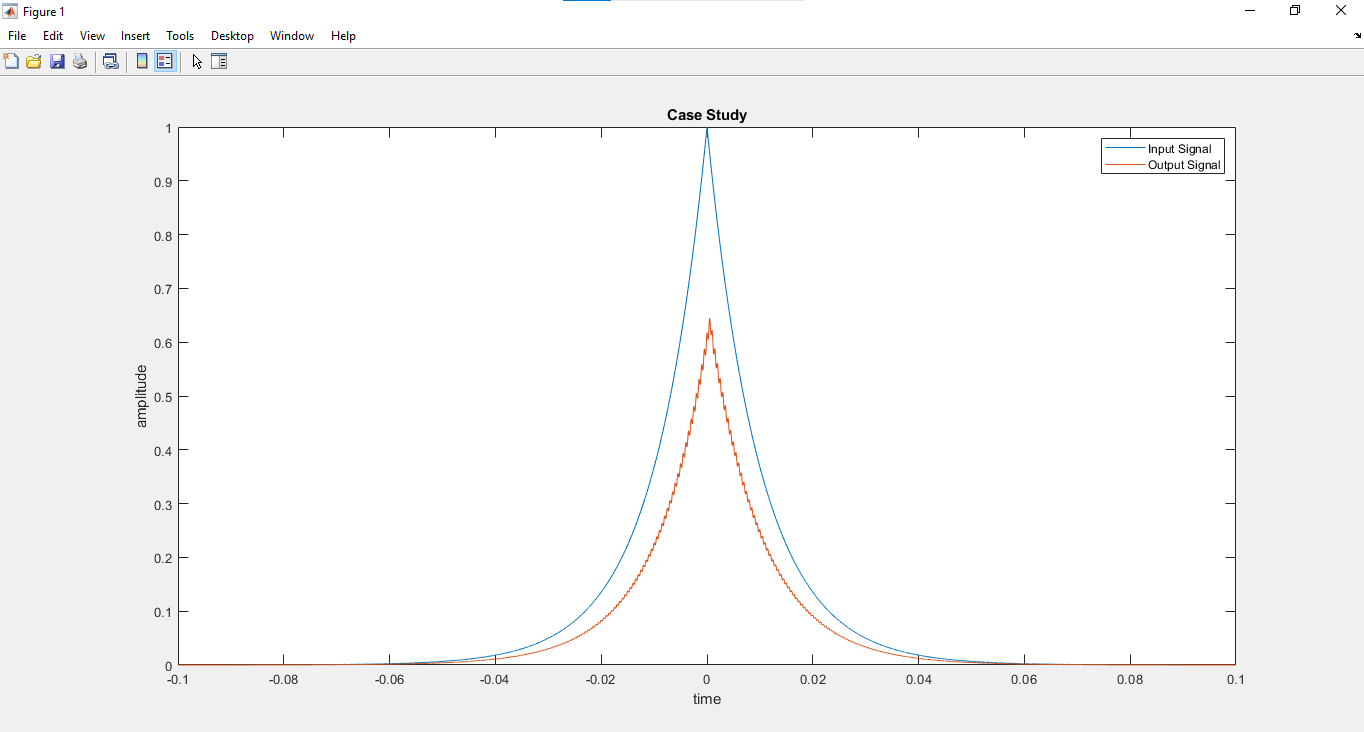 Figure 1
File Edit View Insert Tools Desktop Window Help
Case Study
Input Signal
Output Signal
1
0.9
0.8
0.7
0.6
0.5
0.4
0.3
0.2
0.1
0
amplitude
-0.1 -0.08 -0.06 -0.04 -0.02 0 0.02 0.04 0.06 0.08 0.1
time